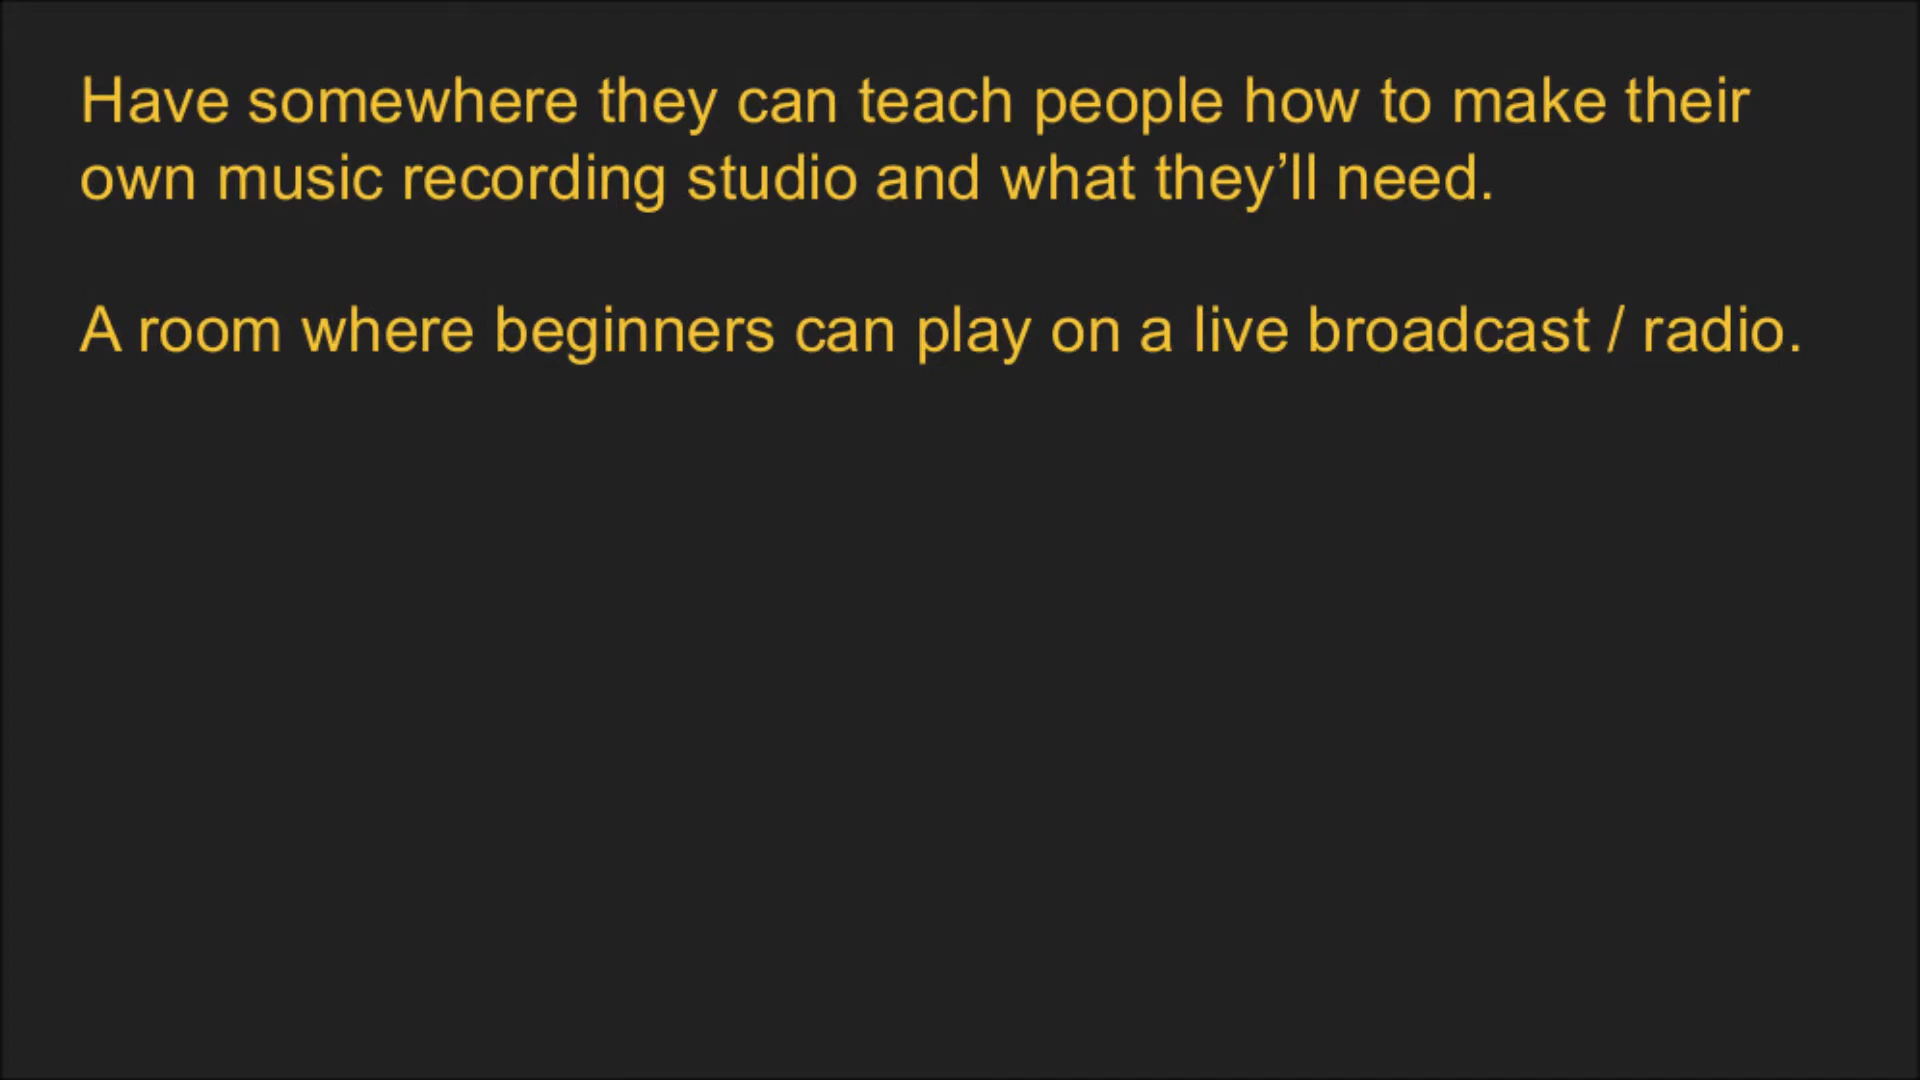 Have somewhere they can teach people how to make their
own music recording studio and what they’ll need.
A room where beginners can play on a live broadcast / radio.